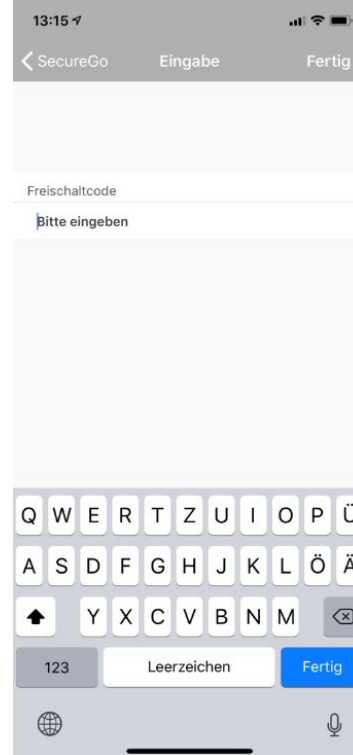 13:15
SecureGo Eingabe Fertig
Freischaltcode
Bitte eingeben
Q W E R T Z U I O P Ü
A S D F G H J K L Ö Ä
Y X C V B N M
123 Leerzeichen Fertig